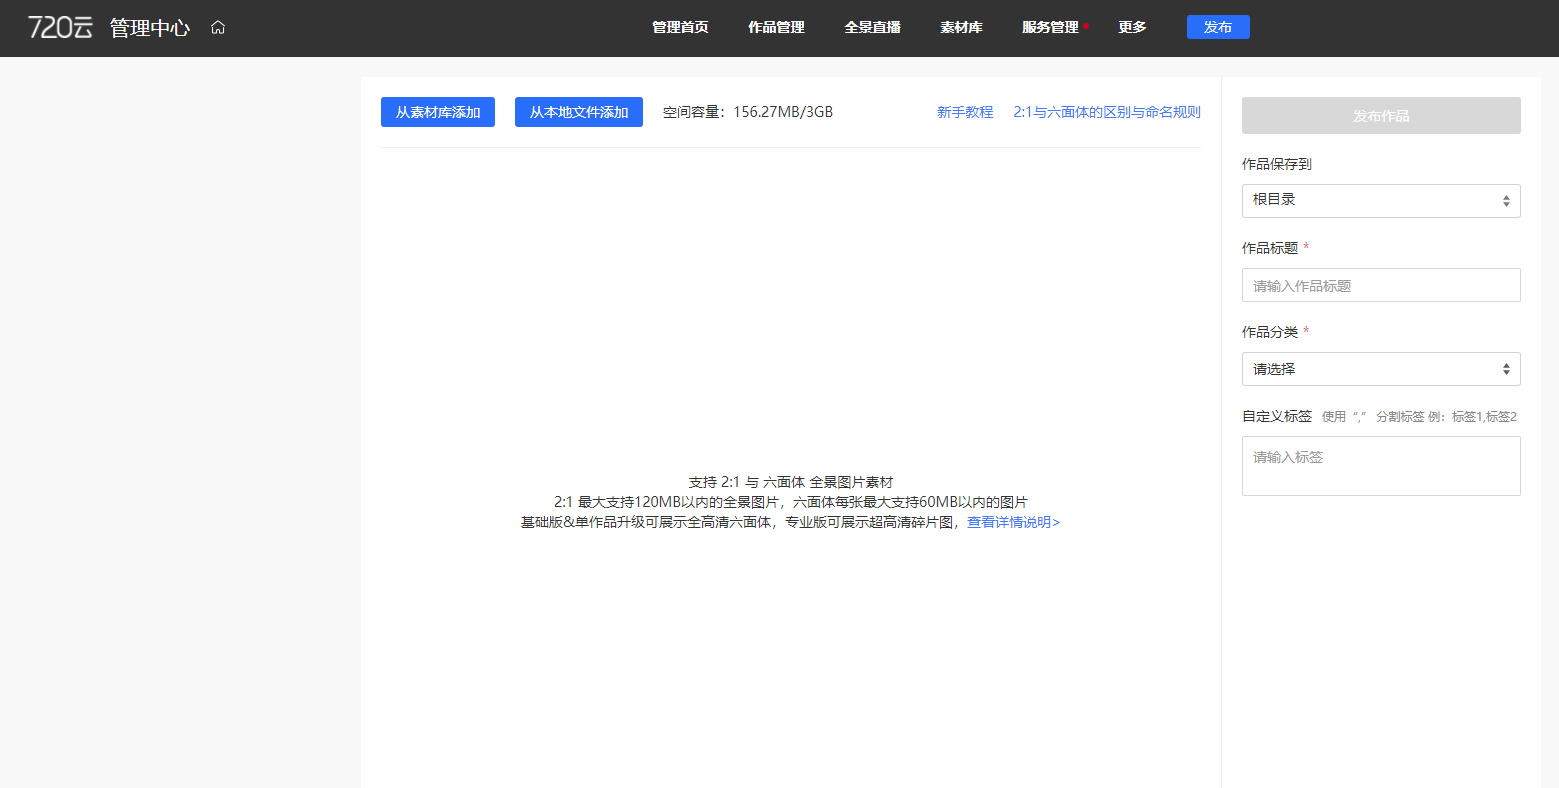 720云 管理中心 管理首页 作品管理 全景直播 素材库 服务管理 更多 发布
从素材库添加 从本地文件添加 空间容量：156.27MB/3GB 新手教程 2:1与六面体的区别与命名规则
支持 2:1 与 六面体 全景图片素材
2:1 最大支持120MB以内的全景图片，六面体每张最大支持60MB以内的图片
基础版&单作品升级可展示全高清六面体，专业版可展示超高清碎片图，查看详情说明>
发布作品
作品保存到
根目录
作品标题 *
请输入作品标题
作品分类 *
请选择
自定义标签 使用“,” 分割标签 例：标签1,标签2
请输入标签